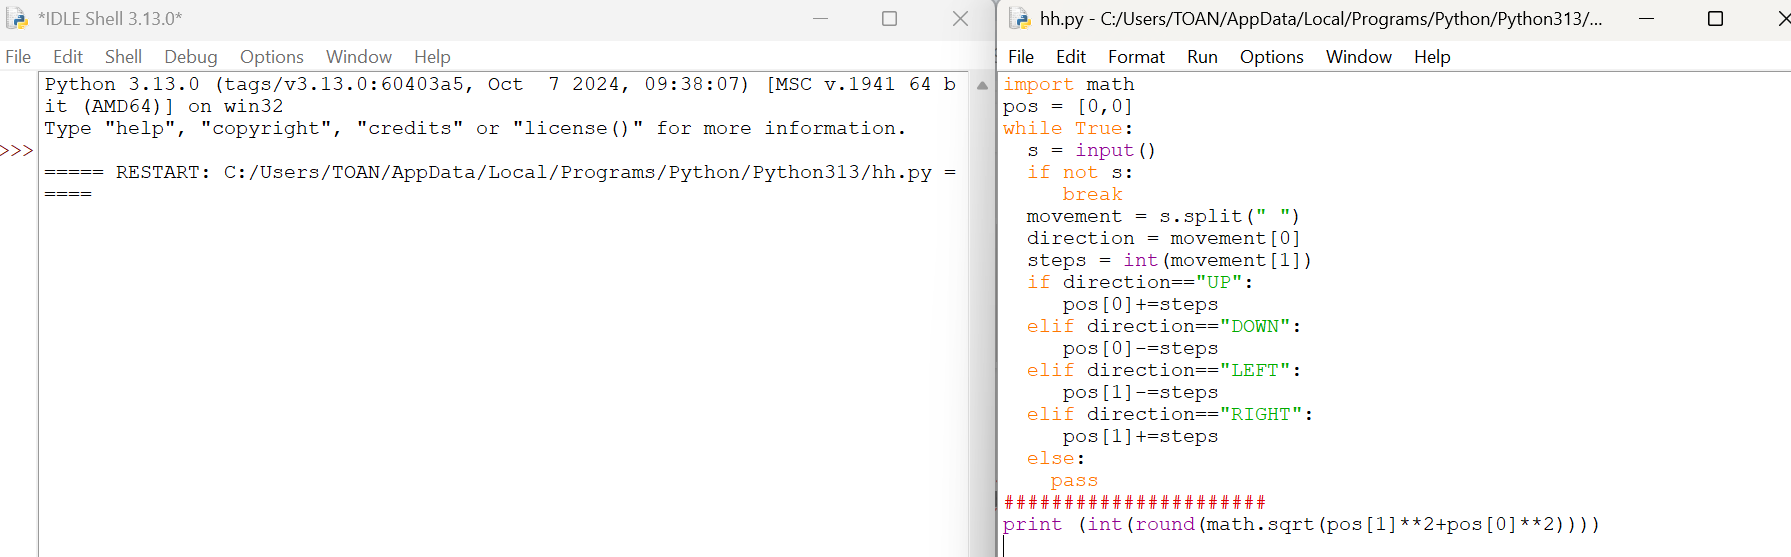 *IDLE Shell 3.13.0*
File Edit Shell Debug Options Window Help
Python 3.13.0 (tags/v3.13.0:60403a5, Oct  7 2024, 09:38:07) [MSC v.1941 64 b
it (AMD64)] on win32
Type "help", "copyright", "credits" or "license()" for more information.
>>>
===== RESTART: C:/Users/TOAN/AppData/Local/Programs/Python/Python313/hh.py =
====
hh.py - C:/Users/TOAN/AppData/Local/Programs/Python/Python313/...
File Edit Format Run Options Window Help
import math
pos = [0,0]
while True:
  s = input()
  if not s:
     break
  movement = s.split(" ")
  direction = movement[0]
  steps = int(movement[1])
  if direction=="UP":
     pos[0]+=steps
  elif direction=="DOWN":
     pos[0]-=steps
  elif direction=="LEFT":
     pos[1]-=steps
  elif direction=="RIGHT":
     pos[1]+=steps
  else:
    pass
######################
print (int(round(math.sqrt(pos[1]**2+pos[0]**2))))